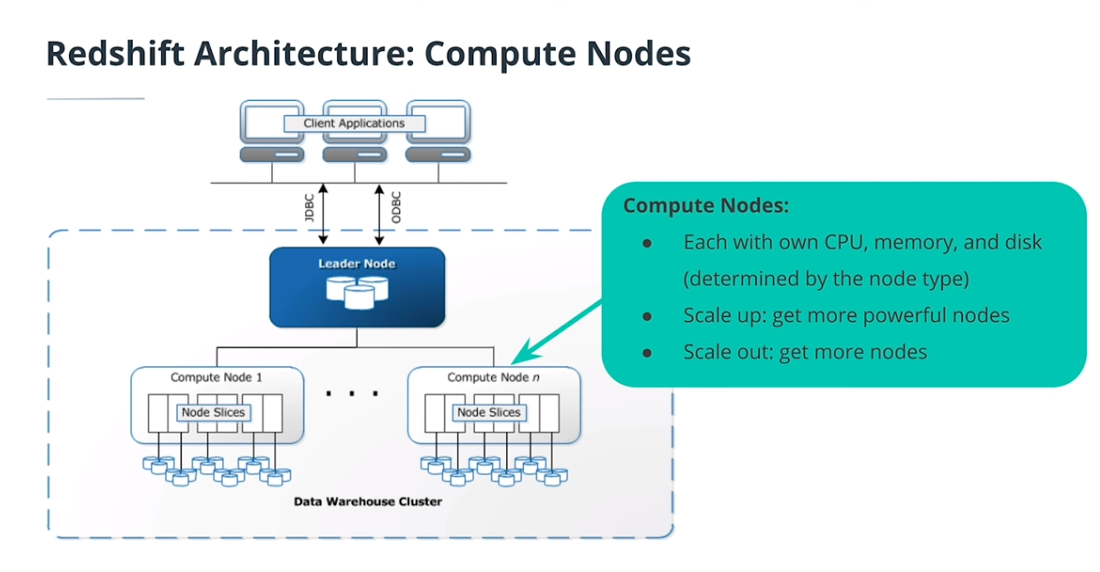 Redshift Architecture: Compute Nodes
Client Applications
JDBC
ODBC
Leader Node
Compute Nodes:
● Each with own CPU, memory, and disk
(determined by the node type)
● Scale up: get more powerful nodes
● Scale out: get more nodes
Compute Node 1
. . .
Compute Node n
Node Slices
Node Slices
Data Warehouse Cluster